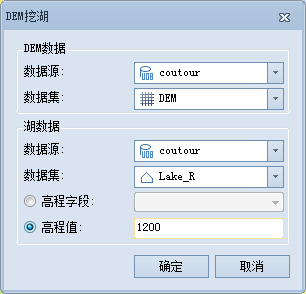 DEM挖湖
DEM数据
数据源: coutour
数据集: DEM
湖数据
数据源: coutour
数据集: Lake_R
高程字段:
高程值: 1200
确定 取消